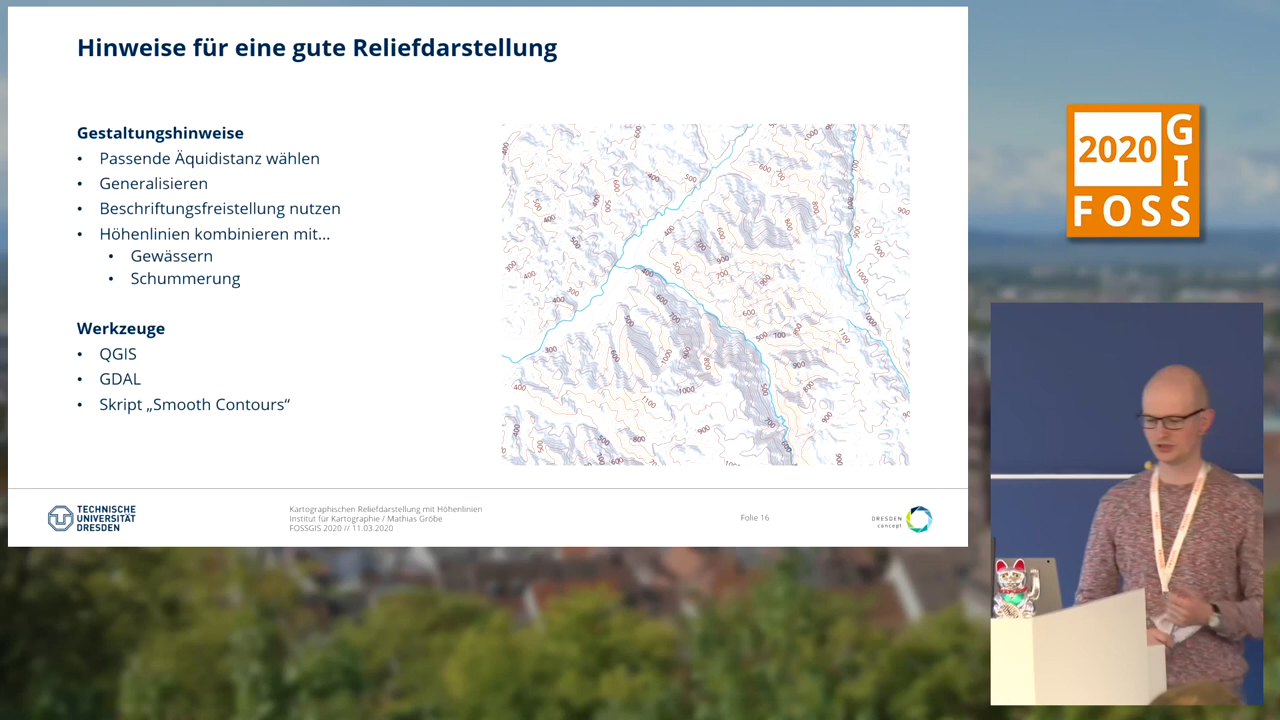 Hinweise für eine gute Reliefdarstellung
Gestaltungshinweise
• Passende Äquidistanz wählen
• Generalisieren
• Beschriftungsfreistellung nutzen
• Höhenlinien kombinieren mit...
• Gewässern
• Schummerung
Werkzeuge
• QGIS
• GDAL
• Skript „Smooth Contours“
TECHNISCHE
UNIVERSITÄT
DRESDEN
Kartographischen Reliefdarstellung mit Höhenlinien
Institut für Kartographie / Mathias Gröbe
FOSSGIS 2020 // 11.03.2020
Folie 16
DRESDEN
concept
2020
G
I
FOSS